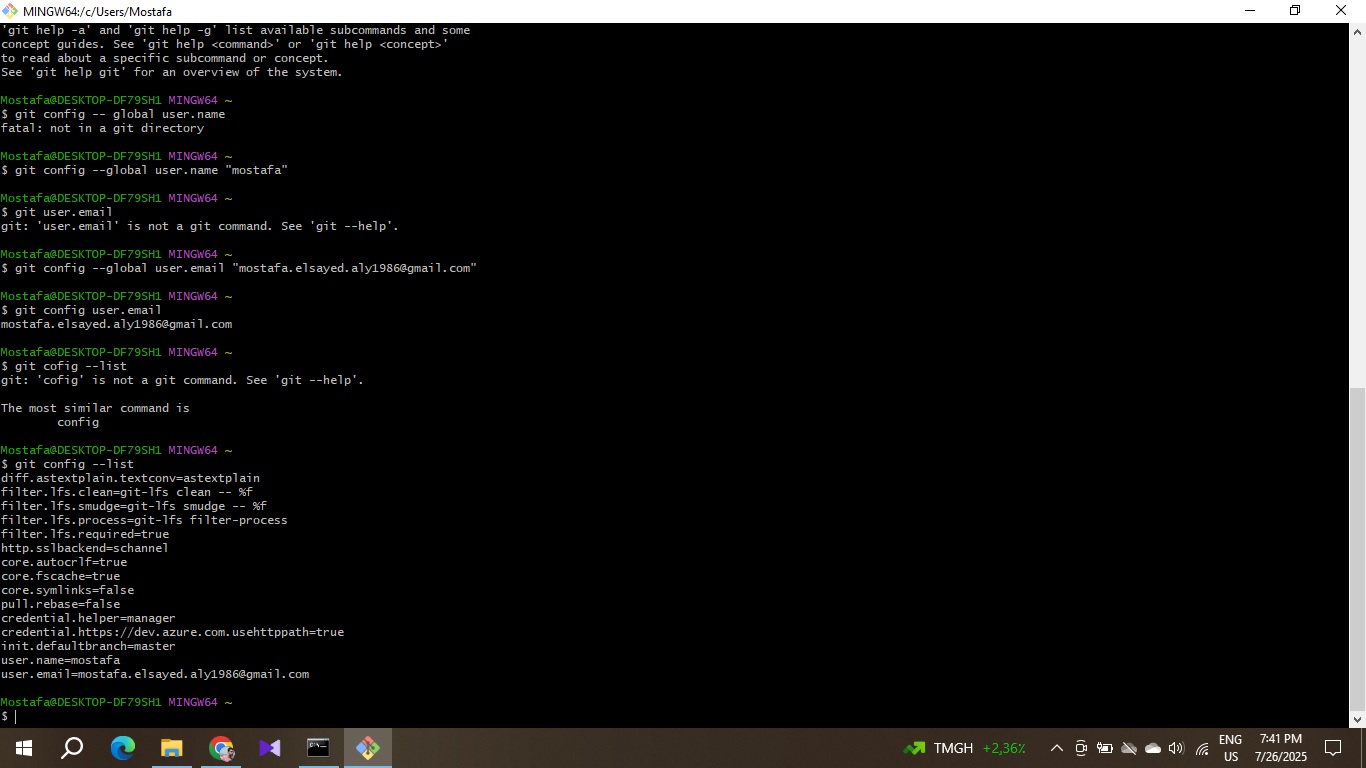 MINGW64:/c/Users/Mostafa
'git help -a' and 'git help -g' list available subcommands and some
concept guides. See 'git help <command>' or 'git help <concept>'
to read about a specific subcommand or concept.
See 'git help git' for an overview of the system.
Mostafa@DESKTOP-DF79SH1 MINGW64 ~
$ git config -- global user.name
fatal: not in a git directory
Mostafa@DESKTOP-DF79SH1 MINGW64 ~
$ git config --global user.name "mostafa"
Mostafa@DESKTOP-DF79SH1 MINGW64 ~
$ git user.email
git: 'user.email' is not a git command. See 'git --help'.
Mostafa@DESKTOP-DF79SH1 MINGW64 ~
$ git config --global user.email "mostafa.elsayed.aly1986@gmail.com"
Mostafa@DESKTOP-DF79SH1 MINGW64 ~
$ git config user.email
mostafa.elsayed.aly1986@gmail.com
Mostafa@DESKTOP-DF79SH1 MINGW64 ~
$ git cofig --list
git: 'cofig' is not a git command. See 'git --help'.
The most similar command is
config
Mostafa@DESKTOP-DF79SH1 MINGW64 ~
$ git config --list
diff.astextplain.textconv=astextplain
filter.lfs.clean=git-lfs clean -- %f
filter.lfs.smudge=git-lfs smudge -- %f
filter.lfs.process=git-lfs filter-process
filter.lfs.required=true
http.sslbackend=schannel
core.autocrlf=true
core.fscache=true
core.symlinks=false
pull.rebase=false
credential.helper=manager
credential.https://dev.azure.com.usehttppath=true
init.defaultbranch=master
user.name=mostafa
user.email=mostafa.elsayed.aly1986@gmail.com
Mostafa@DESKTOP-DF79SH1 MINGW64 ~
$
TMGH +2,36%
ENG
US
7:41 PM
7/26/2025